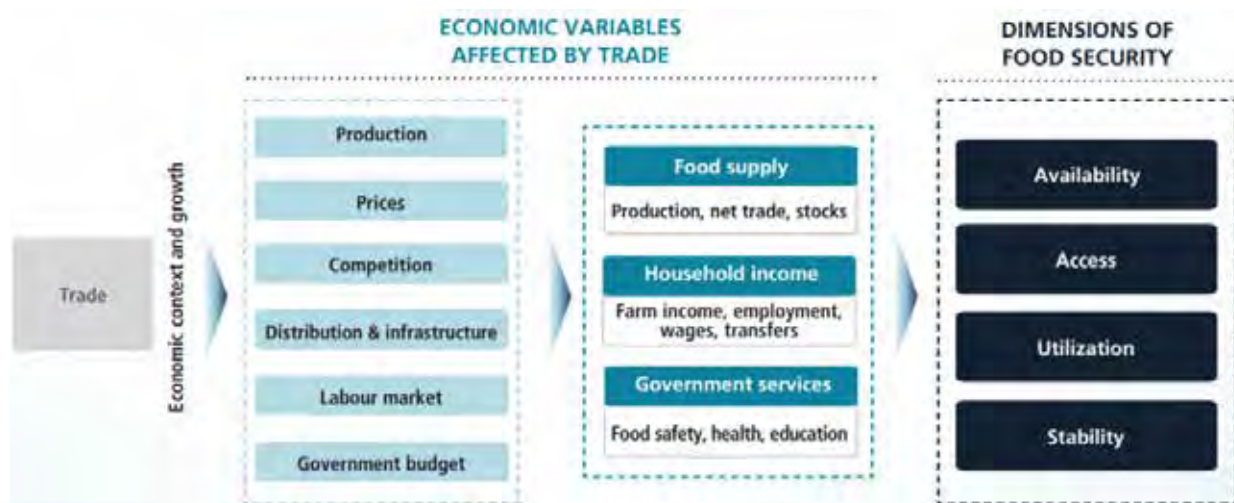 ECONOMIC VARIABLES
AFFECTED BY TRADE
DIMENSIONS OF
FOOD SECURITY
Trade
Economic context and growth
Production
Prices
Competition
Distribution & infrastructure
Labour market
Government budget
Food supply
Production, net trade, stocks
Household income
Farm income, employment,
wages, transfers
Government services
Food safety, health, education
Availability
Access
Utilization
Stability